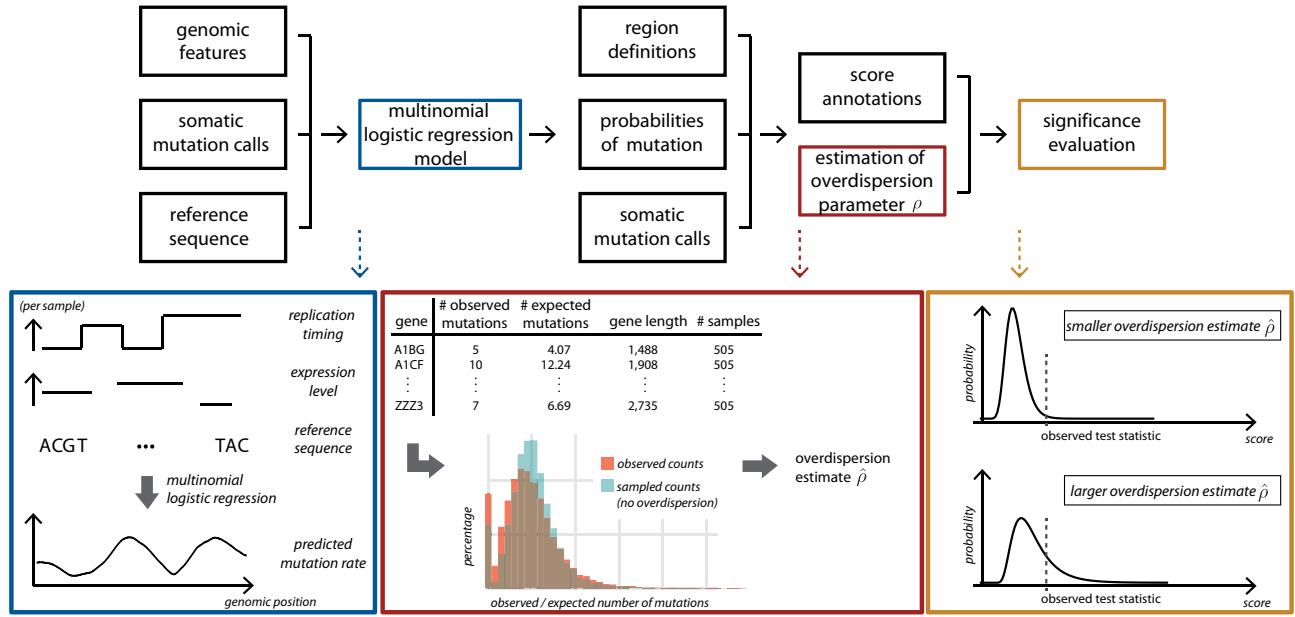 genomic
features
somatic
mutation calls
reference
sequence
multinomial
logistic regression
model
region
definitions
probabilities
of mutation
somatic
mutation calls
score
annotations
estimation of
overdispersion
parameter ρ
significance
evaluation
(per sample)
replication
timing
expression
level
ACGT ... TAC
reference
sequence
multinomial
logistic regression
predicted
mutation rate
genomic position
gene # observed mutations # expected mutations gene length # samples
A1BG 5 4.07 1,488 505
A1CF 10 12.24 1,908 505
⋮ ⋮ ⋮ ⋮ ⋮
ZZZ3 7 6.69 2,735 505
percentage
observed counts
sampled counts
(no overdispersion)
observed / expected number of mutations
overdispersion
estimate ρ̂
smaller overdispersion estimate ρ̂
probability
observed test statistic
score
larger overdispersion estimate ρ̂
probability
observed test statistic
score